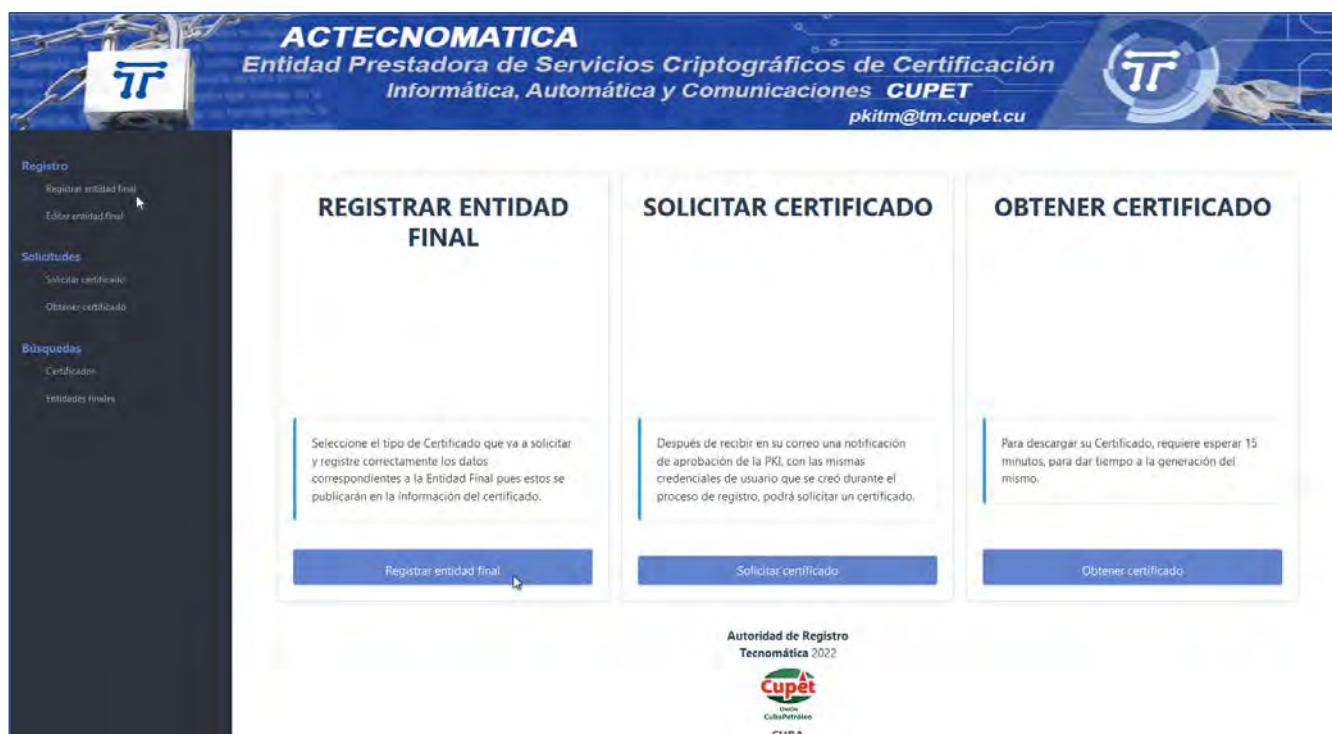 ACTECNOMATICA
Entidad Prestadora de Servicios Criptográficos de Certificación
Informática, Automática y Comunicaciones CUPET
pkitm@tm.cupet.cu
Registro
Registrar entidad final
Editar entidad final
Solicitudes
Solicitar certificado
Obtener certificado
Búsquedas
Certificados
Entidades finales
REGISTRAR ENTIDAD
FINAL
Seleccione el tipo de Certificado que va a solicitar
y registre correctamente los datos
correspondientes a la Entidad Final pues estos se
publicarán en la información del certificado.
Registrar entidad final
SOLICITAR CERTIFICADO
Después de recibir en su correo una notificación
de aprobación de la PKI, con las mismas
credenciales de usuario que se creó durante el
proceso de registro, podrá solicitar un certificado.
Solicitar certificado
OBTENER CERTIFICADO
Para descargar su Certificado, requiere esperar 15
minutos, para dar tiempo a la generación del
mismo.
Obtener certificado
Autoridad de Registro
Tecnomática 2022
Cupet
UNION
CubaPetróleo
CUBA